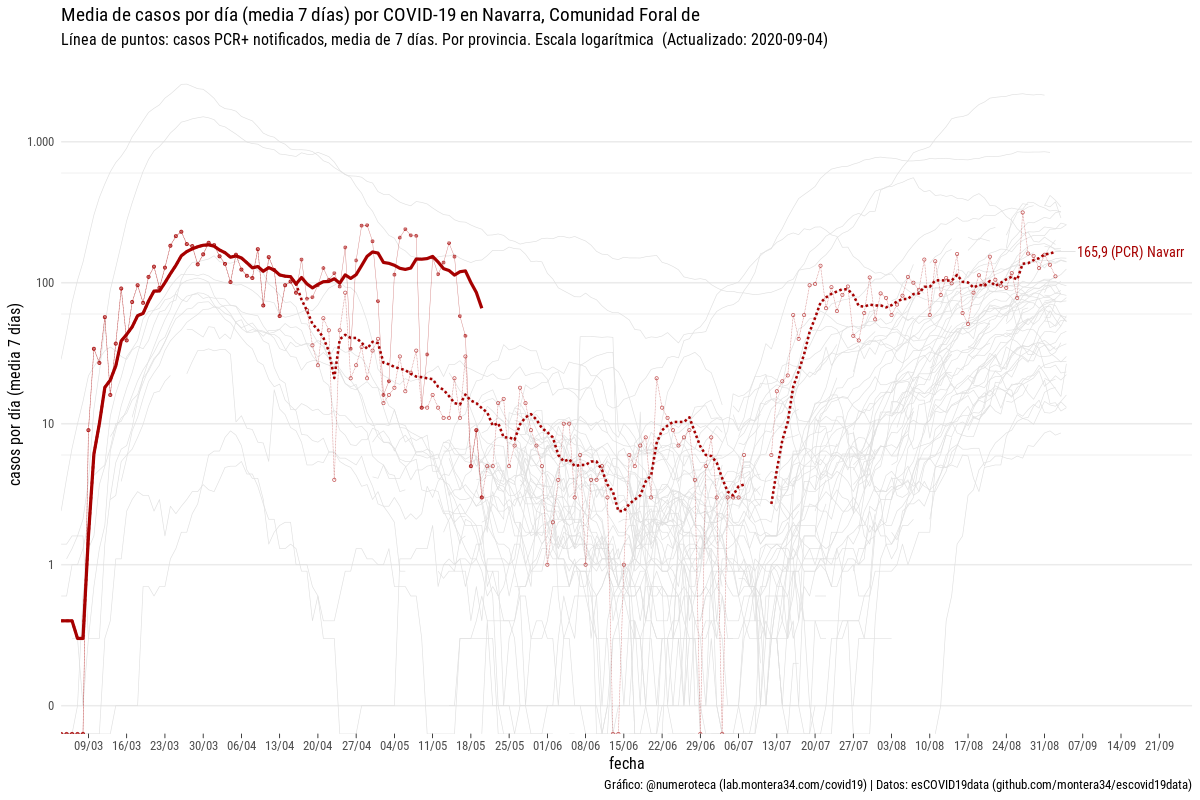 Media de casos por día (media 7 días) por COVID-19 en Navarra, Comunidad Foral de
Línea de puntos: casos PCR+ notificados, media de 7 días. Por provincia. Escala logarítmica  (Actualizado: 2020-09-04)
casos por día (media 7 días)
1.000
100
10
1
0
165,9 (PCR) Navarr
09/03 16/03 23/03 30/03 06/04 13/04 20/04 27/04 04/05 11/05 18/05 25/05 01/06 08/06 15/06 22/06 29/06 06/07 13/07 20/07 27/07 03/08 10/08 17/08 24/08 31/08 07/09 14/09 21/09
fecha
Gráfico: @numeroteca (lab.montera34.com/covid19) | Datos: esCOVID19data (github.com/montera34/escovid19data)